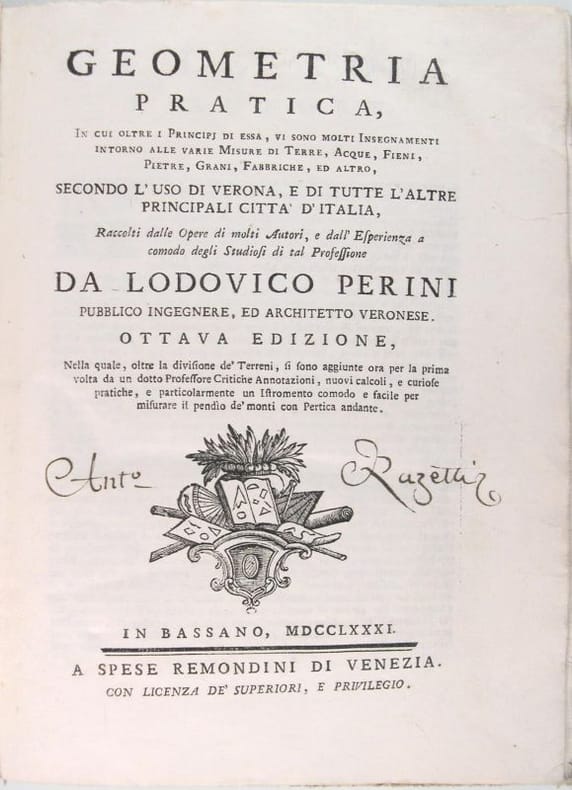 GEOMETRIA
PRATICA,
IN CUI OLTRE I PRINCIPJ DI ESSA, VI SONO MOLTI INSEGNAMENTI
INTORNO ALLE VARIE MISURE DI TERRE, ACQUE, FIENI,
PIETRE, GRANI, FABBRICHE, ED ALTRO,
SECONDO L'USO DI VERONA, E DI TUTTE L'ALTRE
PRINCIPALI CITTA' D'ITALIA,
Raccolti dalle Opere di molti Autori, e dall'Eſperienza a
comodo degli Studioſi di tal Profeſſione
DA LODOVICO PERINI
PUBBLICO INGEGNERE, ED ARCHITETTO VERONESE.
OTTAVA EDIZIONE,
Nella quale, oltre la diviſione de' Terreni, ſi ſono aggiunte ora per la prima
volta da un dotto Profeſſore Critiche Annotazioni, nuovi calcoli, e curioſe
pratiche, e particolarmente un Iſtromento comodo e facile per
miſurare il pendìo de' monti con Pertica andante.
Antº Razetti
IN BASSANO, MDCCLXXXI.
A SPESE REMONDINI DI VENEZIA.
CON LICENZA DE' SUPERIORI, E PRIVILEGIO.